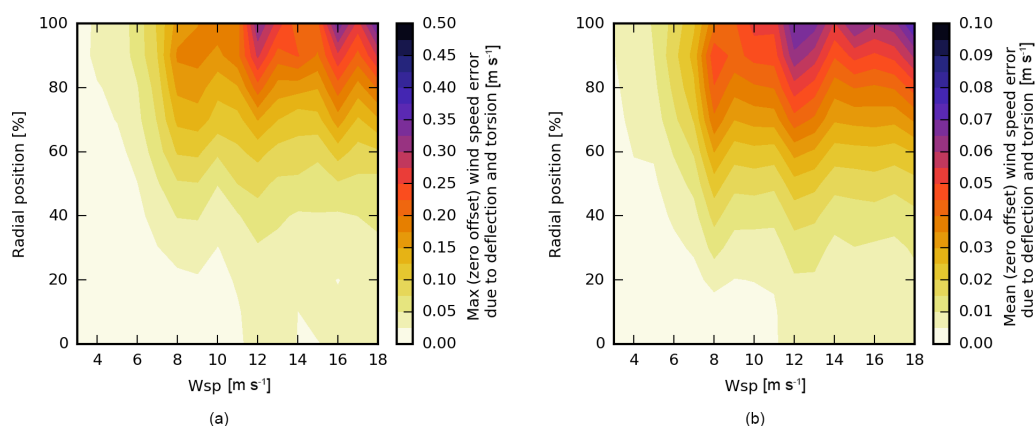 100
80
60
40
20
0
Radial position [%]
4 6 8 10 12 14 16 18
Wsp [m s-1]
(a)
0.50
0.45
0.40
0.35
0.30
0.25
0.20
0.15
0.10
0.05
0.00
Max (zero offset) wind speed error
due to deflection and torsion [m s-1]
100
80
60
40
20
0
Radial position [%]
4 6 8 10 12 14 16 18
Wsp [m s-1]
(b)
0.10
0.09
0.08
0.07
0.06
0.05
0.04
0.03
0.02
0.01
0.00
Mean (zero offset) wind speed error
due to deflection and torsion [m s-1]